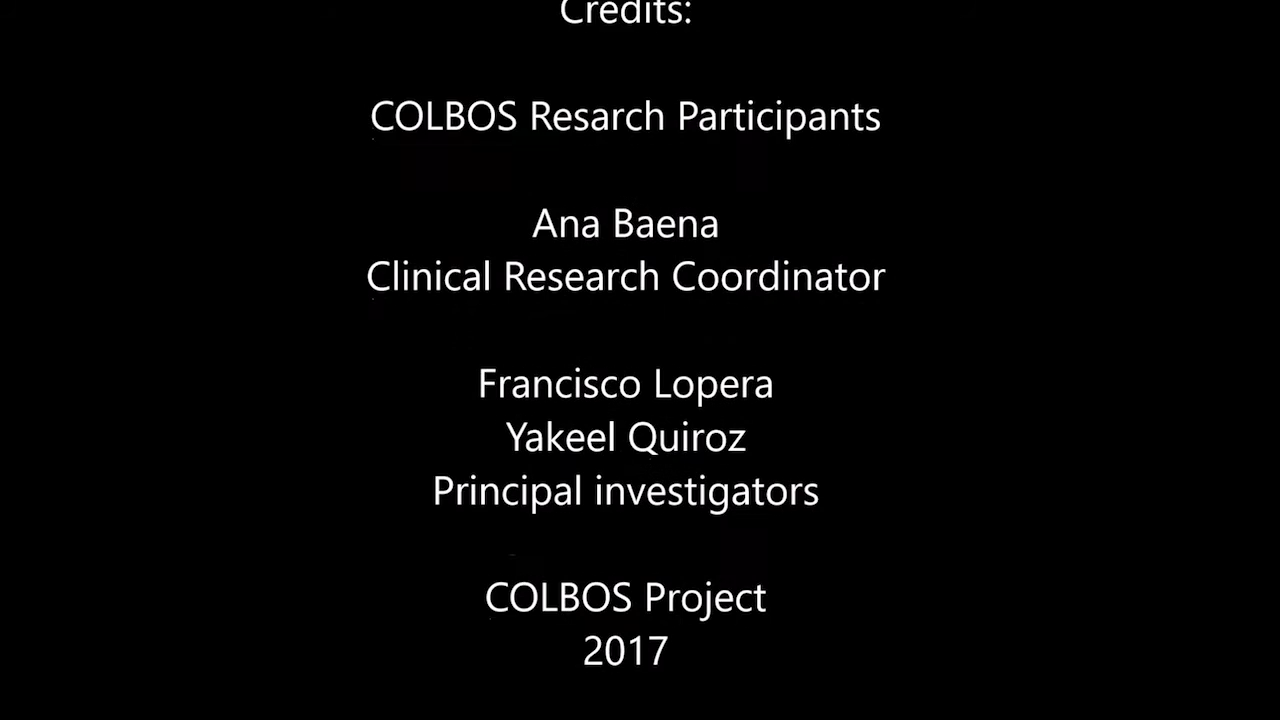 Credits:
COLBOS Resarch Participants
Ana Baena
Clinical Research Coordinator
Francisco Lopera
Yakeel Quiroz
Principal investigators
COLBOS Project
2017